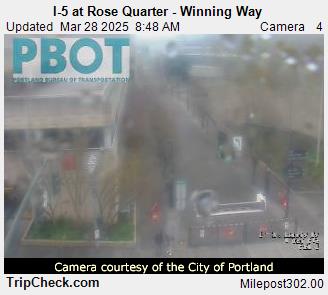 I-5 at Rose Quarter - Winning Way
Updated Mar 28 2025 8:48 AM Camera 4
PBOT
PORTLAND BUREAU OF TRANSPORTATION
Camera courtesy of the City of Portland
TripCheck.com Milepost302.00